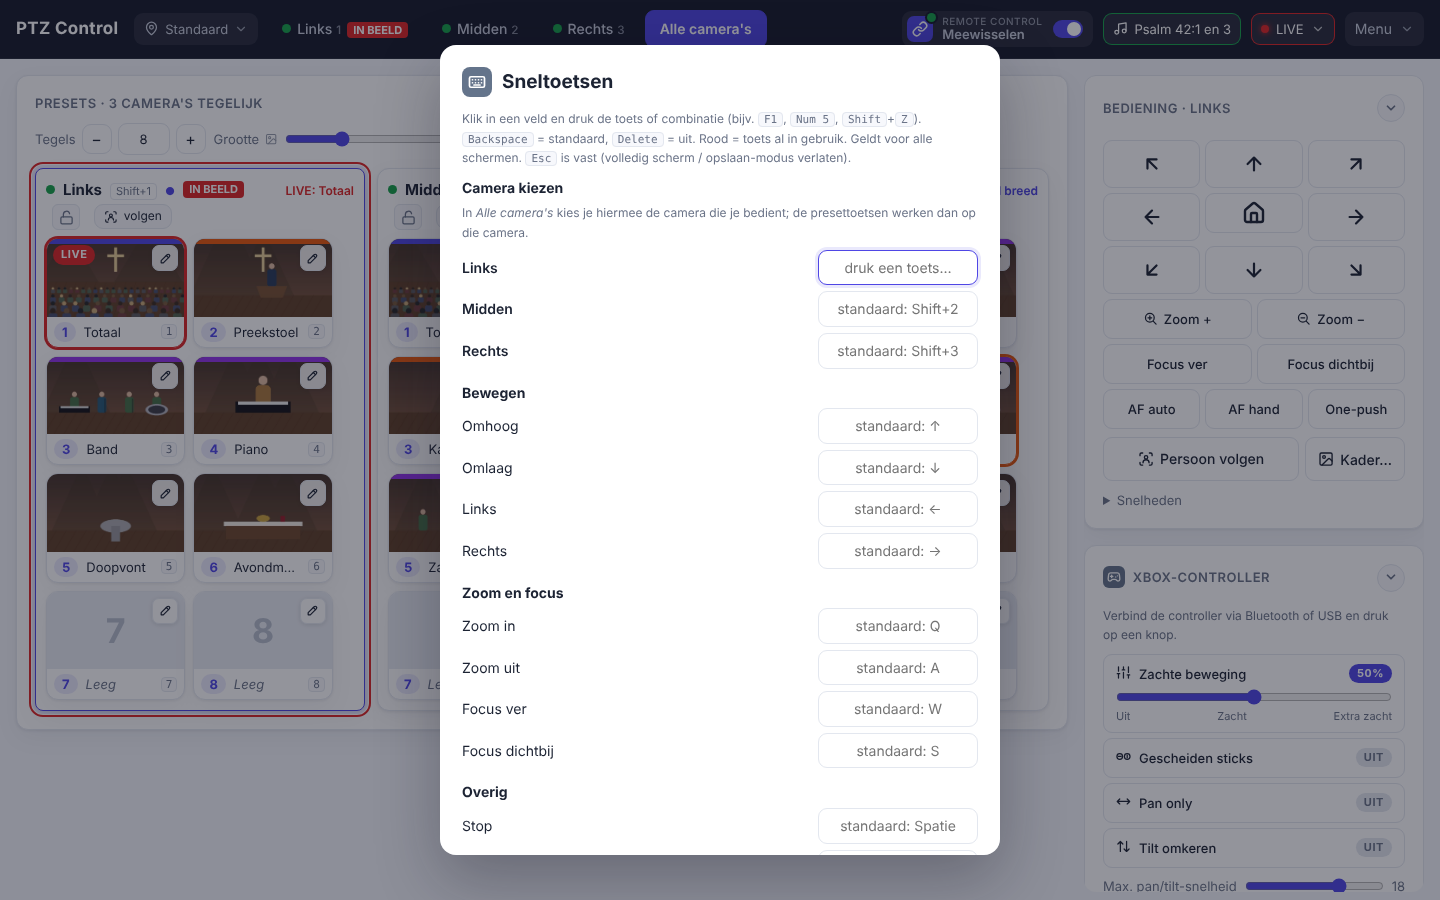 PTZ Control
Standaard
Links 1 IN BEELD
Midden 2
Rechts 3
Alle camera's
REMOTE CONTROL
Meewisselen
Psalm 42:1 en 3
LIVE
Menu
PRESETS · 3 CAMERA'S TEGELIJK
Tegels − 8 + Grootte
Links Shift+1 IN BEELD LIVE: Totaal
volgen
LIVE
1 Totaal 1
2 Preekstoel 2
3 Band 3
4 Piano 4
5 Doopvont 5
6 Avondm... 6
7
7 Leeg 7
8
8 Leeg 8
Midd
breed
1 To
3 Ka
5 Za
7 Le
Sneltoetsen
Klik in een veld en druk de toets of combinatie (bijv. F1, Num 5, Shift+Z).
Backspace = standaard, Delete = uit. Rood = toets al in gebruik. Geldt voor alle
schermen. Esc is vast (volledig scherm / opslaan-modus verlaten).
Camera kiezen
In Alle camera's kies je hiermee de camera die je bedient; de presettoetsen werken dan op
die camera.
Links druk een toets...
Midden standaard: Shift+2
Rechts standaard: Shift+3
Bewegen
Omhoog standaard: ↑
Omlaag standaard: ↓
Links standaard: ←
Rechts standaard: →
Zoom en focus
Zoom in standaard: Q
Zoom uit standaard: A
Focus ver standaard: W
Focus dichtbij standaard: S
Overig
Stop standaard: Spatie
BEDIENING · LINKS
Zoom +
Zoom −
Focus ver
Focus dichtbij
AF auto
AF hand
One-push
Persoon volgen
Kader...
Snelheden
XBOX-CONTROLLER
Verbind de controller via Bluetooth of USB en druk
op een knop.
Zachte beweging 50%
Uit Zacht Extra zacht
Gescheiden sticks UIT
Pan only UIT
Tilt omkeren UIT
Max. pan/tilt-snelheid 18